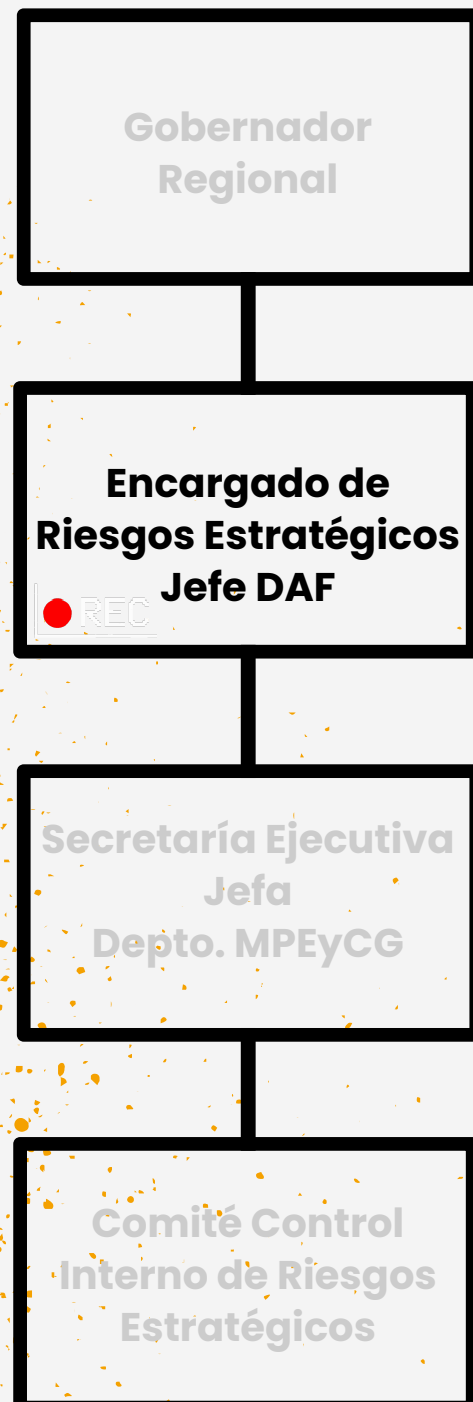 Gobernador
Regional
Encargado de
Riesgos Estratégicos
Jefe DAF
REC
Secretaría Ejecutiva
Jefa
Depto. MPEyCG
Comité Control
Interno de Riesgos
Estratégicos